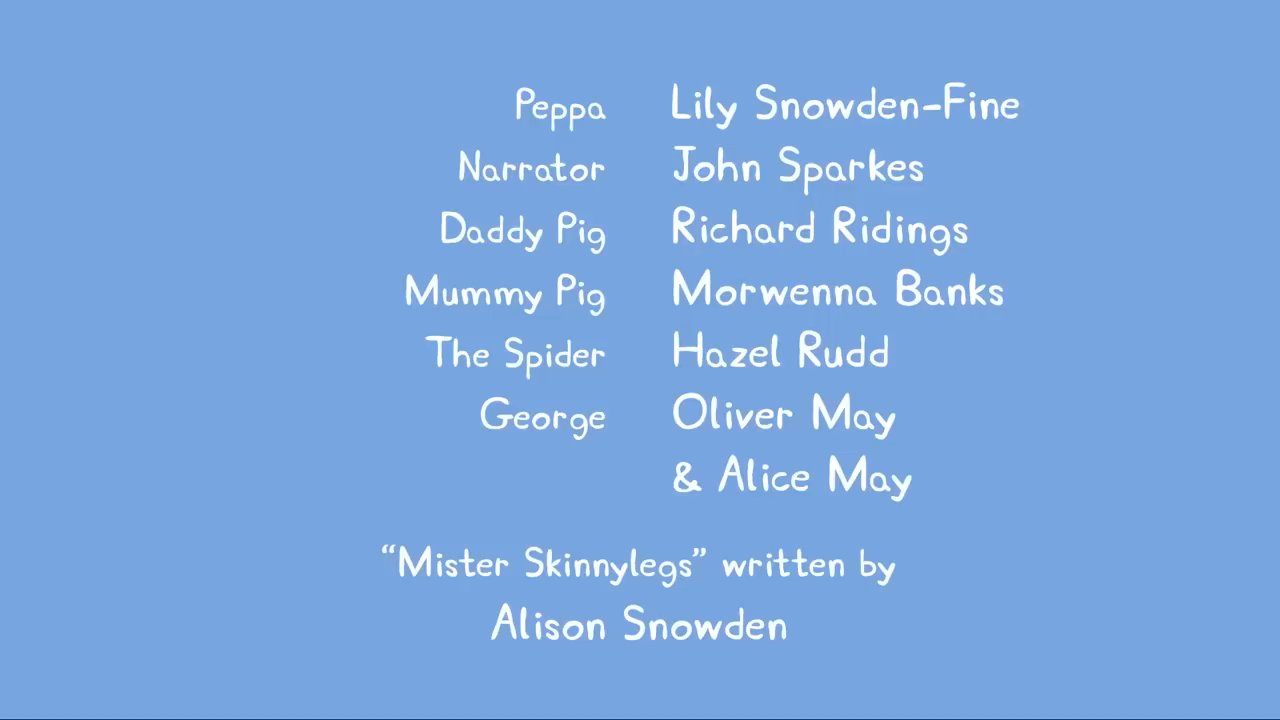 Peppa Lily Snowden-Fine
Narrator John Sparkes
Daddy Pig Richard Ridings
Mummy Pig Morwenna Banks
The Spider Hazel Rudd
George Oliver May
& Alice May
“Mister Skinnylegs” written by
Alison Snowden